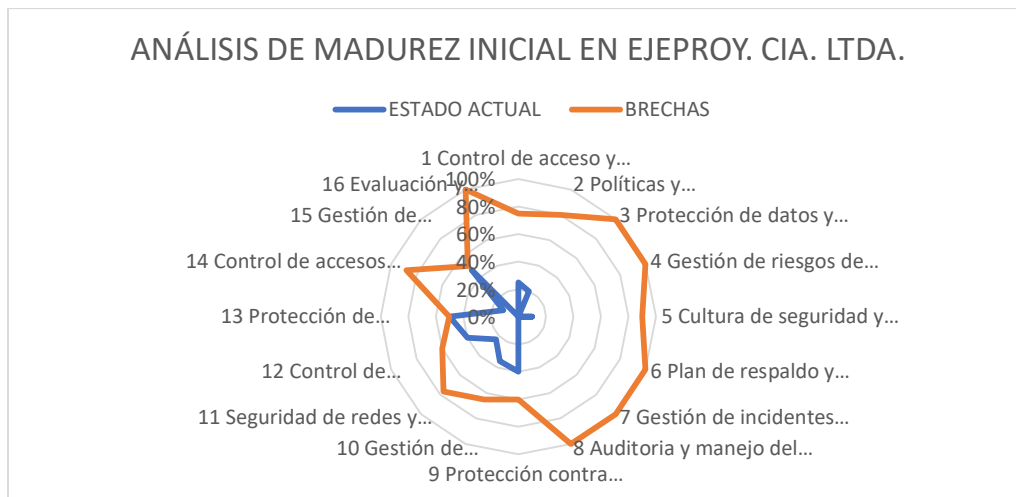 ANÁLISIS DE MADUREZ INICIAL EN EJEPROY. CIA. LTDA.
ESTADO ACTUAL
BRECHAS
1 Control de acceso y...
2 Políticas y...
3 Protección de datos y...
4 Gestión de riesgos de...
5 Cultura de seguridad y...
6 Plan de respaldo y...
7 Gestión de incidentes...
8 Auditoria y manejo del...
9 Protección contra...
10 Gestión de...
11 Seguridad de redes y...
12 Control de...
13 Protección de...
14 Control de accesos...
15 Gestión de...
16 Evaluación y...
100%
80%
60%
40%
20%
0%